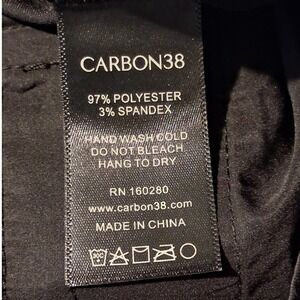 CARBON38
97% POLYESTER
3% SPANDEX
HAND WASH COLD
DO NOT BLEACH
HANG TO DRY
RN 160280
www.carbon38.com
MADE IN CHINA